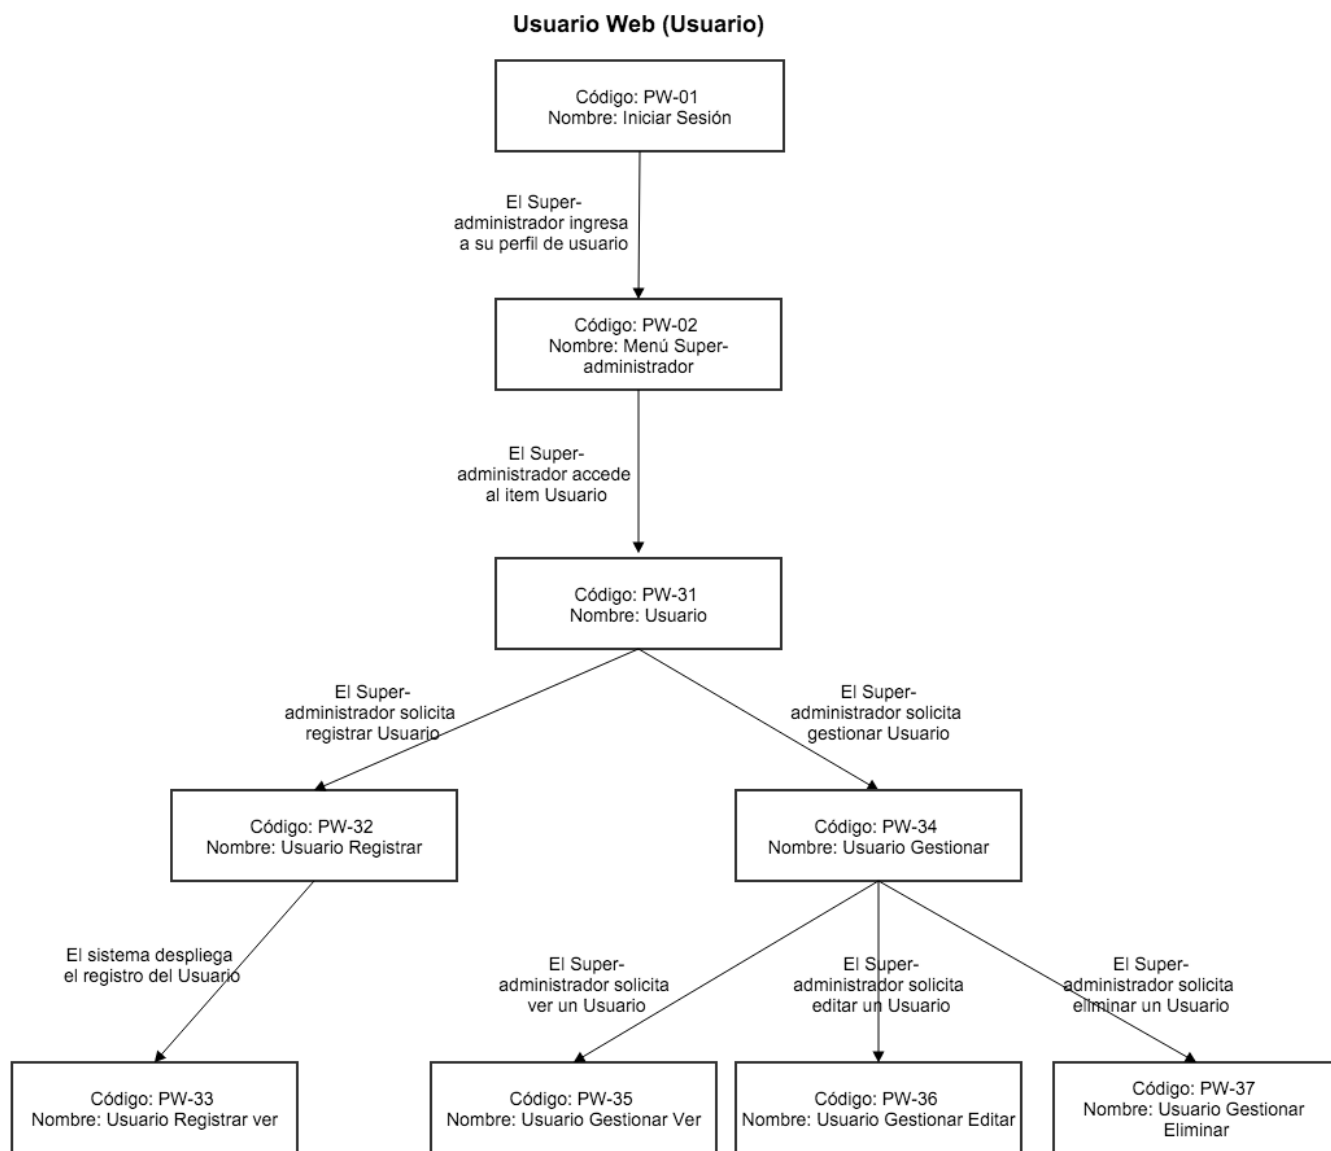 Usuario Web (Usuario)
Código: PW-01
Nombre: Iniciar Sesión
El Super-
administrador ingresa
a su perfil de usuario
Código: PW-02
Nombre: Menú Super-
administrador
El Super-
administrador accede
al item Usuario
Código: PW-31
Nombre: Usuario
El Super-
administrador solicita
registrar Usuario
El Super-
administrador solicita
gestionar Usuario
Código: PW-32
Nombre: Usuario Registrar
Código: PW-34
Nombre: Usuario Gestionar
El sistema despliega
el registro del Usuario
El Super-
administrador solicita
ver un Usuario
El Super-
administrador solicita
editar un Usuario
El Super-
administrador solicita
eliminar un Usuario
Código: PW-33
Nombre: Usuario Registrar ver
Código: PW-35
Nombre: Usuario Gestionar Ver
Código: PW-36
Nombre: Usuario Gestionar Editar
Código: PW-37
Nombre: Usuario Gestionar
Eliminar